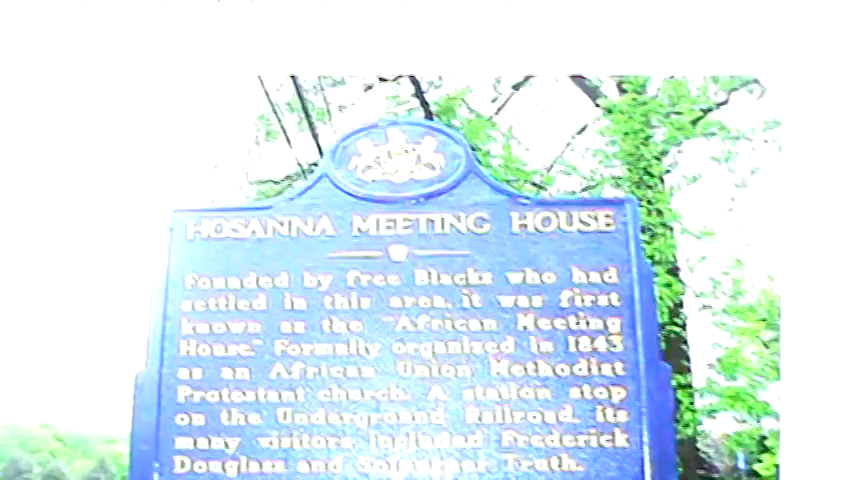 HOSANNA MEETING HOUSE
Founded by free Blacks who had
settled in this area, it was first
known as the "African Meeting
House." Formally organized in 1843
as an African Union Methodist
Protestant church. A station stop
on the Underground Railroad, its
many visitors included Frederick
Douglass and Sojourner Truth.